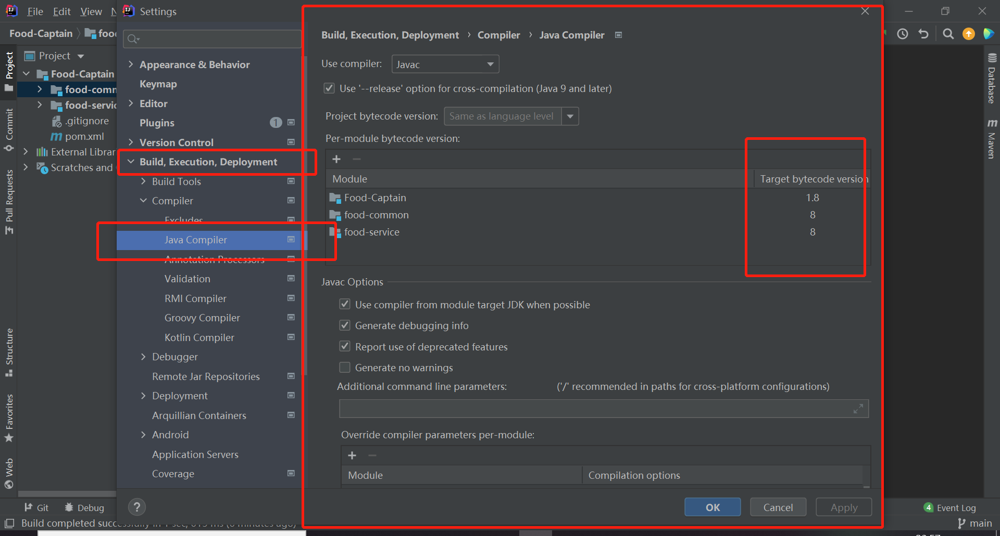 File Edit View N
Settings
Food-Captain
Project
Food-Captain
food-comm
food-servic
.gitignore
pom.xml
External Librar
Scratches and
Project
Commit
Pull Requests
Structure
Favorites
Web
Appearance & Behavior
Keymap
Editor
Plugins 1
Version Control
Build, Execution, Deployment
Build Tools
Compiler
Excludes
Java Compiler
Annotation Processors
Validation
RMI Compiler
Groovy Compiler
Kotlin Compiler
Debugger
Remote Jar Repositories
Deployment
Arquillian Containers
Android
Application Servers
Coverage
?
Build, Execution, Deployment › Compiler › Java Compiler
Use compiler: Javac
Use '--release' option for cross-compilation (Java 9 and later)
Project bytecode version: Same as language level
Per-module bytecode version:
Module Target bytecode version
Food-Captain 1.8
food-common 8
food-service 8
Javac Options
Use compiler from module target JDK when possible
Generate debugging info
Report use of deprecated features
Generate no warnings
Additional command line parameters: ('/' recommended in paths for cross-platform configurations)
Override compiler parameters per-module:
Module Compilation options
OK Cancel Apply
Database
Maven
Git Debug
4 Event Log
Build completed successfully in
main